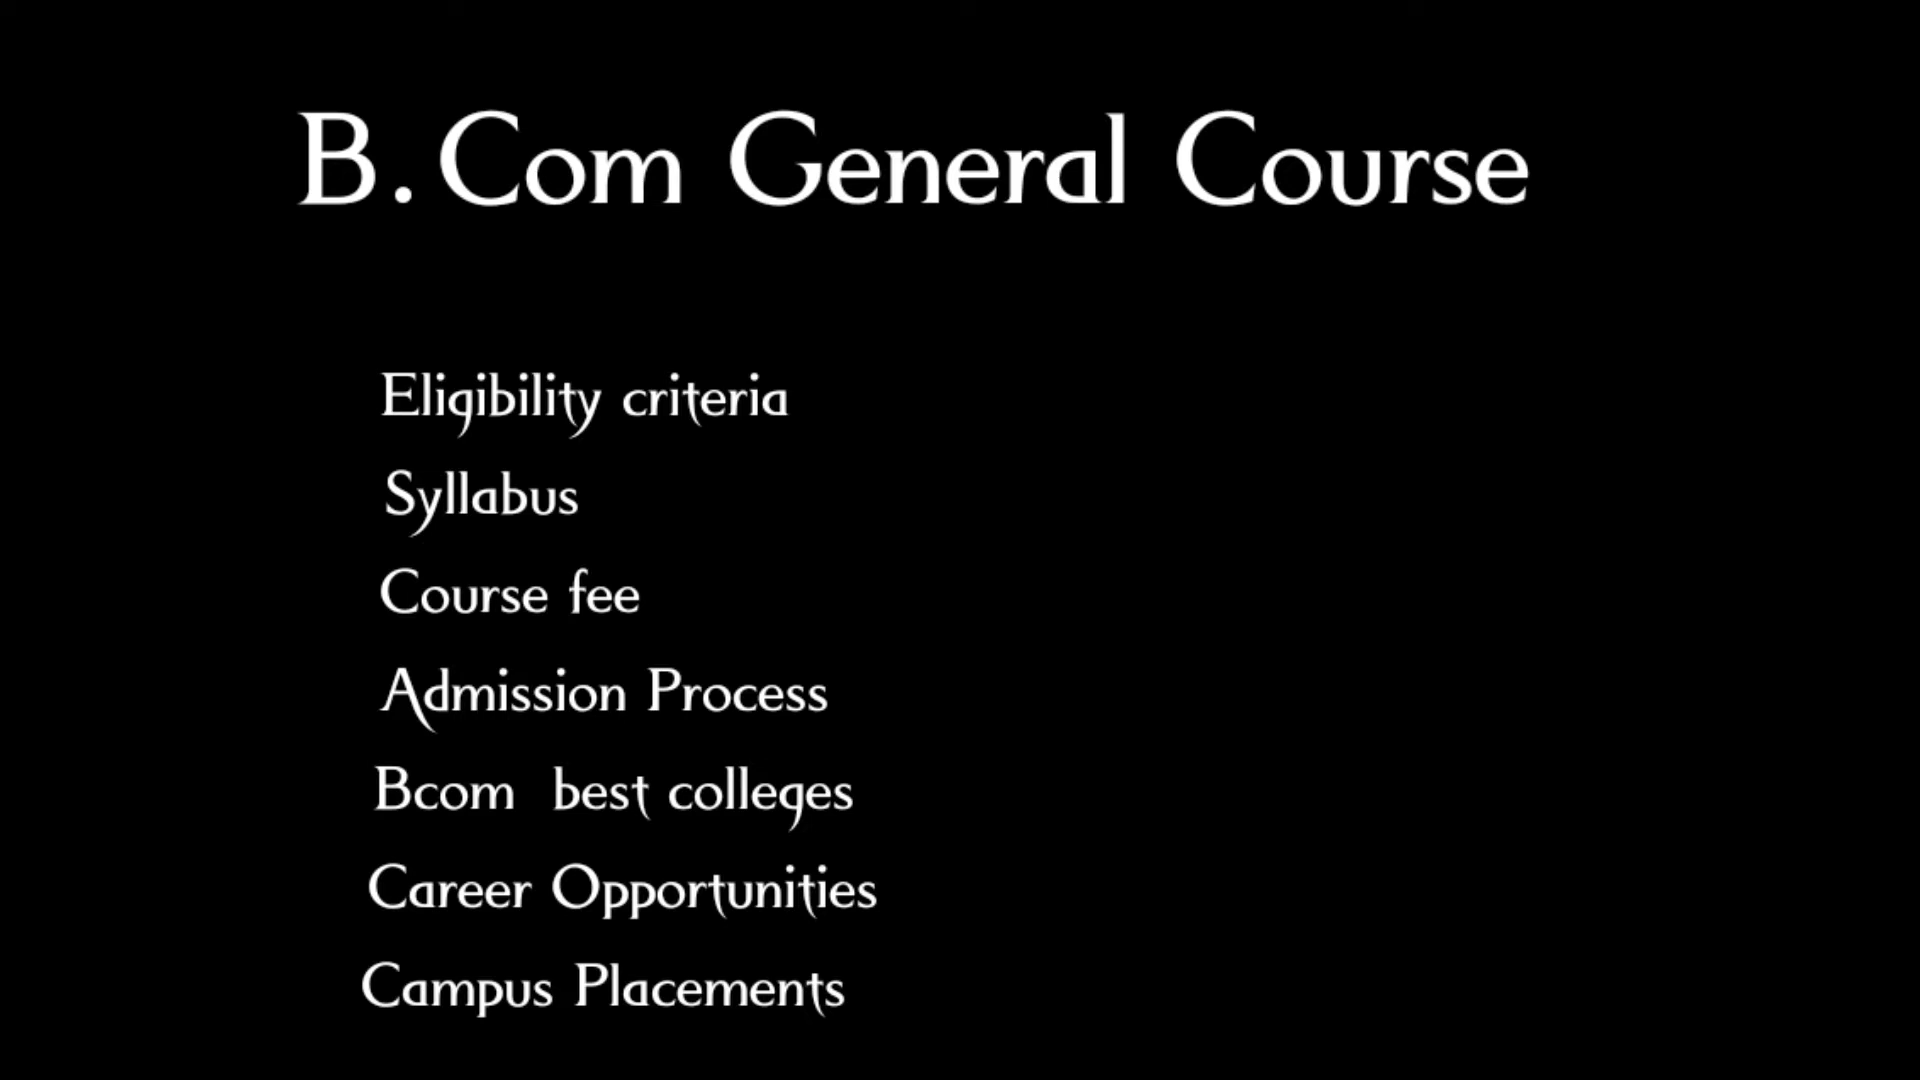 B.Com General Course
Eligibility criteria
Syllabus
Course fee
Admission Process
Bcom best colleges
Career Opportunities
Campus Placements